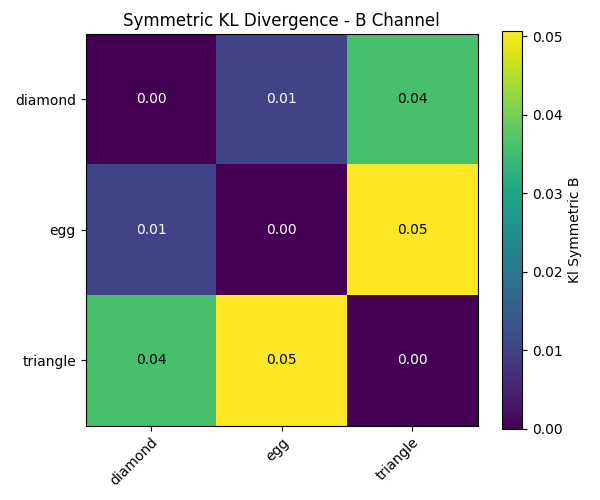 Symmetric KL Divergence - B Channel
diamond 0.00 0.01 0.04
egg 0.01 0.00 0.05
triangle 0.04 0.05 0.00
diamond egg triangle
0.05
0.04
0.03
0.02
0.01
0.00
Kl Symmetric B